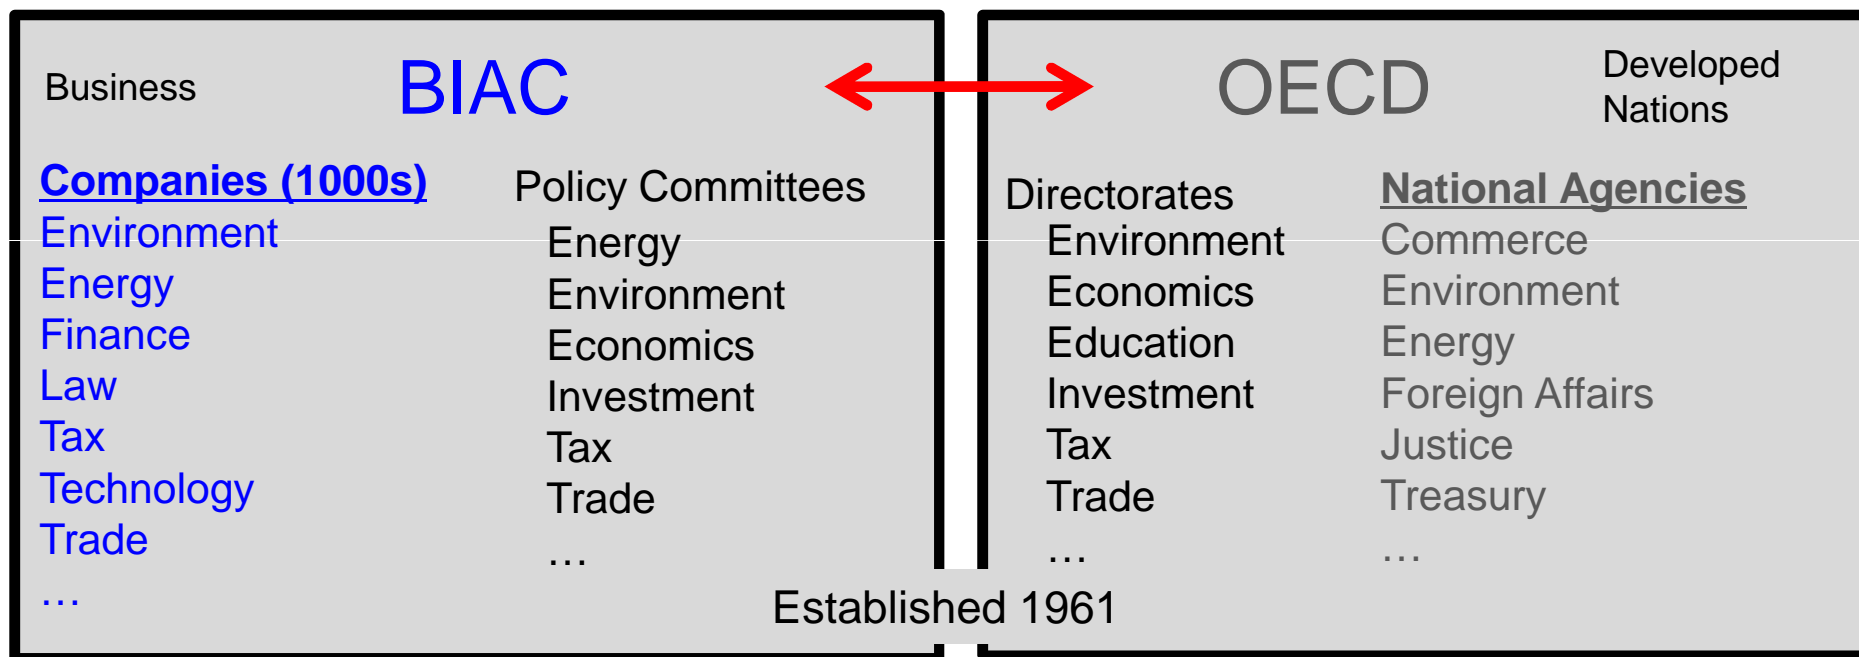 Business
BIAC
Companies (1000s)
Environment
Energy
Finance
Law
Tax
Technology
Trade
…
Policy Committees
Energy
Environment
Economics
Investment
Tax
Trade
…
OECD
Developed
Nations
Directorates
Environment
Economics
Education
Investment
Tax
Trade
…
National Agencies
Commerce
Environment
Energy
Foreign Affairs
Justice
Treasury
…
Established 1961